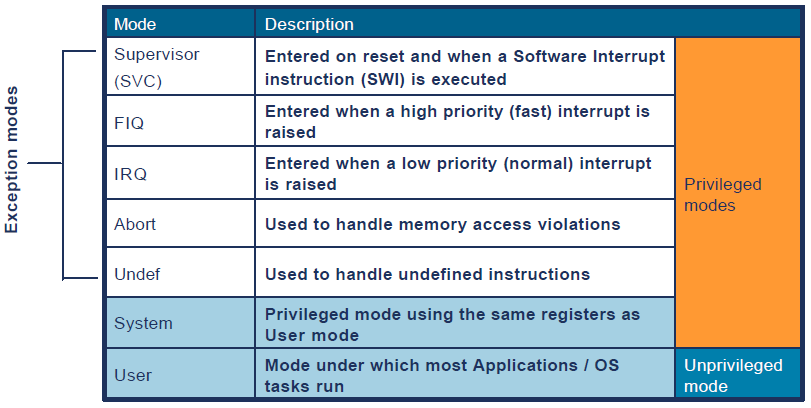 Mode Description
Exception modes
Supervisor
(SVC)
Entered on reset and when a Software Interrupt
instruction (SWI) is executed
FIQ
Entered when a high priority (fast) interrupt is
raised
IRQ
Entered when a low priority (normal) interrupt
is raised
Abort
Used to handle memory access violations
Undef
Used to handle undefined instructions
System
Privileged mode using the same registers as
User mode
Privileged
modes
User
Mode under which most Applications / OS
tasks run
Unprivileged
mode